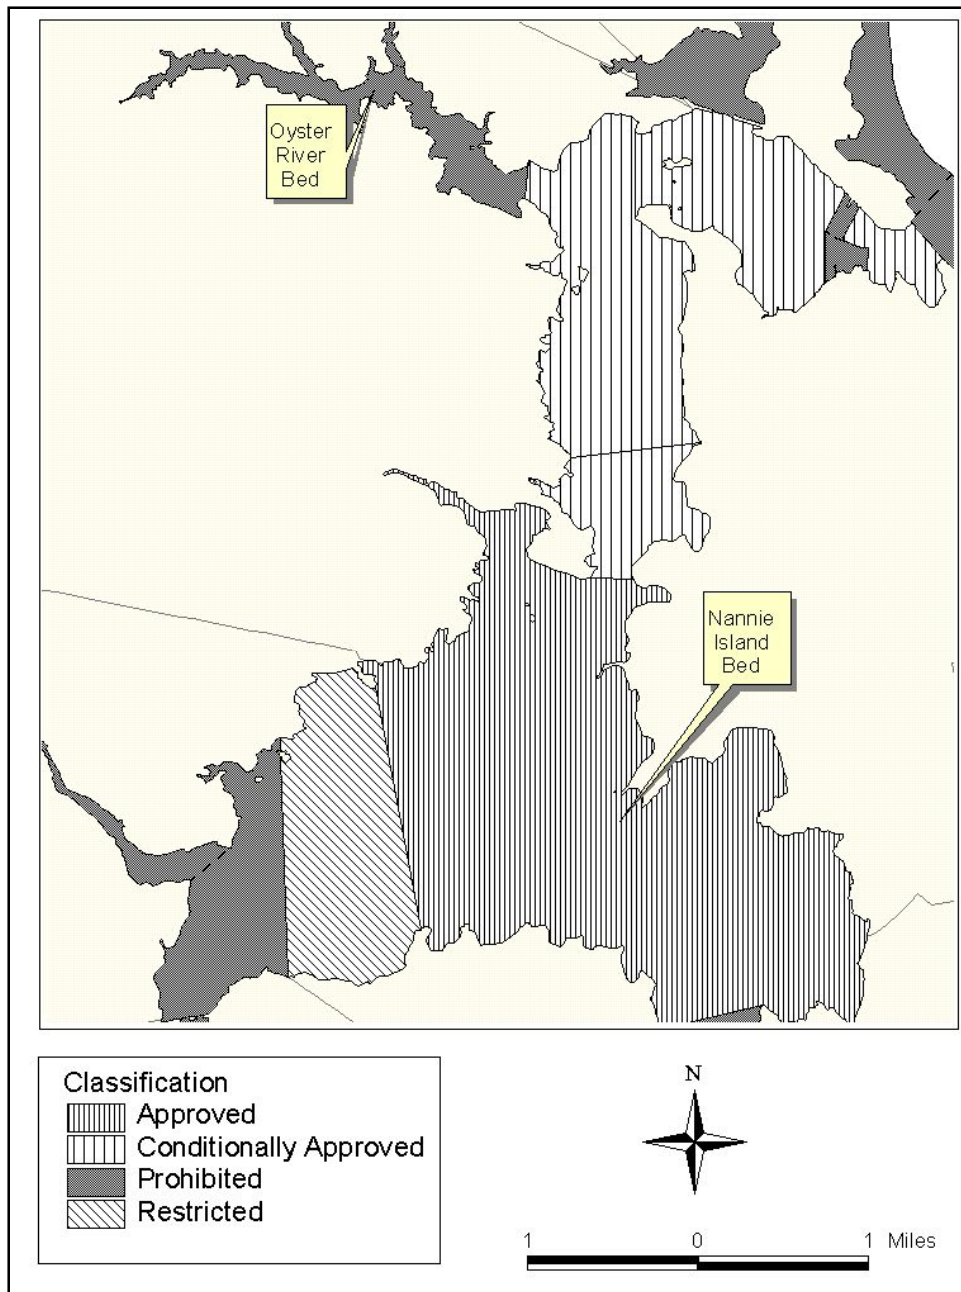 Oyster
River
Bed
Nannie
Island
Bed
Classification
Approved
Conditionally Approved
Prohibited
Restricted
N
1 0 1 Miles